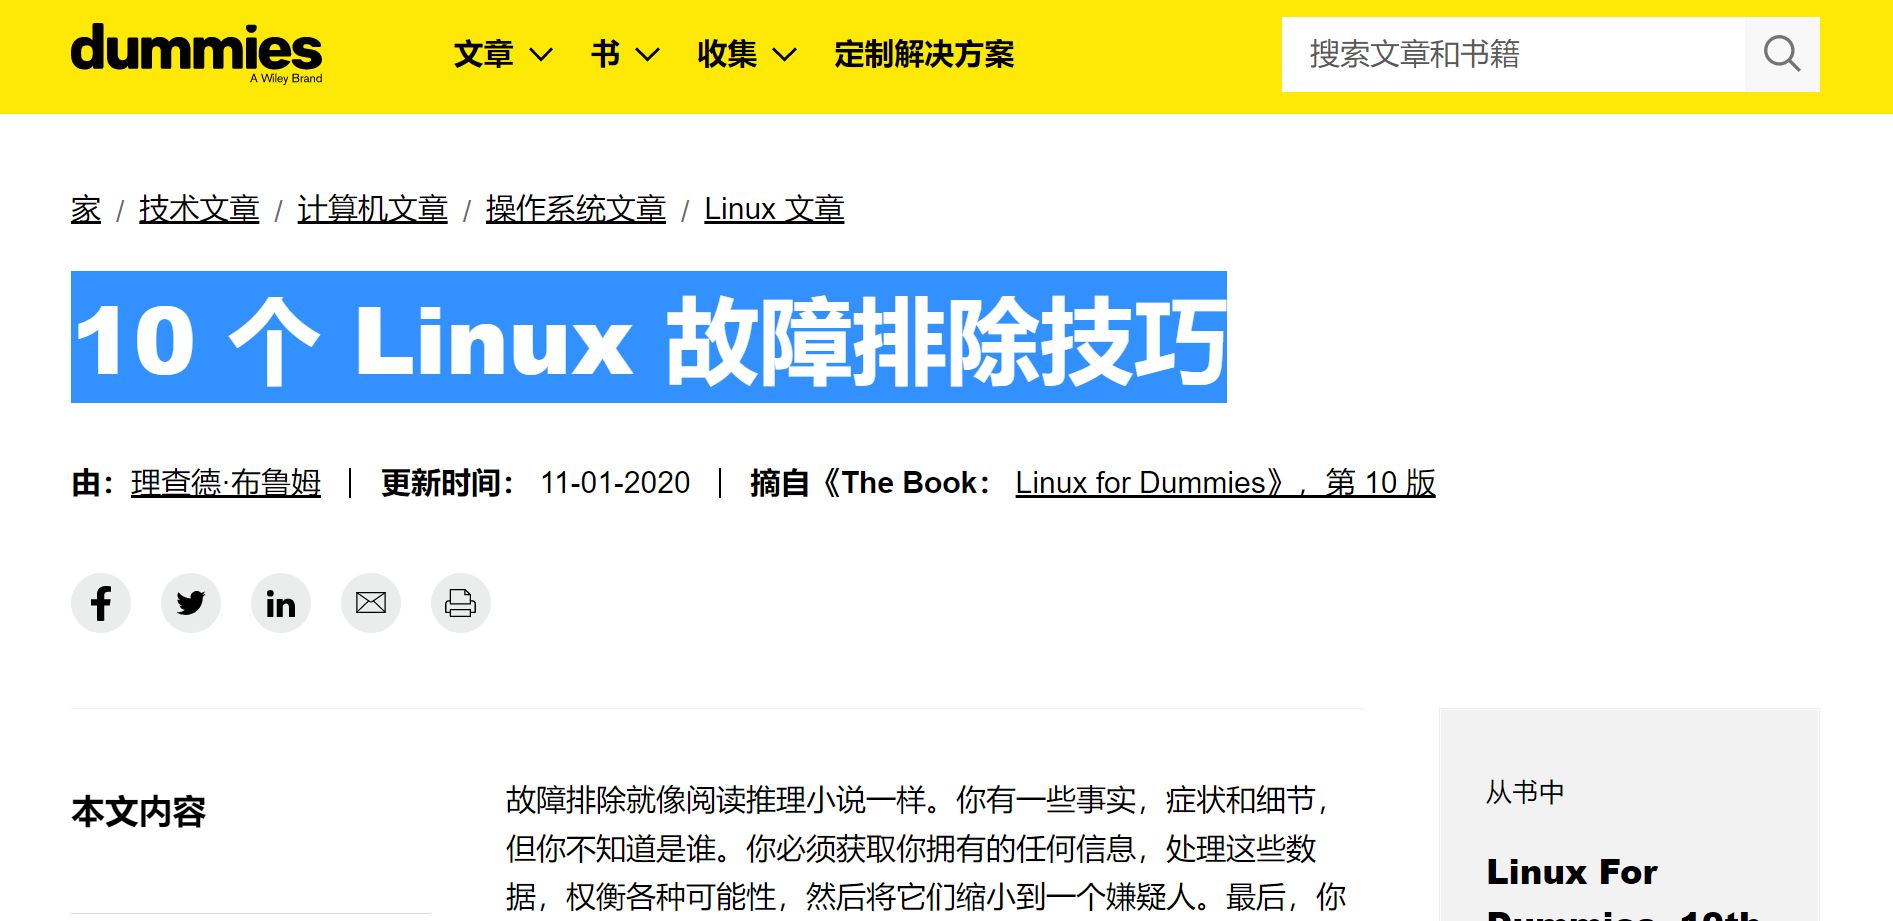 dummies
A Wiley Brand
文章 书 收集 定制解决方案
搜索文章和书籍
家 / 技术文章 / 计算机文章 / 操作系统文章 / Linux 文章
10 个 Linux 故障排除技巧
由：理查德·布鲁姆 | 更新时间： 11-01-2020 | 摘自《The Book： Linux for Dummies》，第 10 版
本文内容
故障排除就像阅读推理小说一样。你有一些事实，症状和细节，
但你不知道是谁。你必须获取你拥有的任何信息，处理这些数
据，权衡各种可能性，然后将它们缩小到一个嫌疑人。最后，你
从书中
Linux For
Dummies, 10th